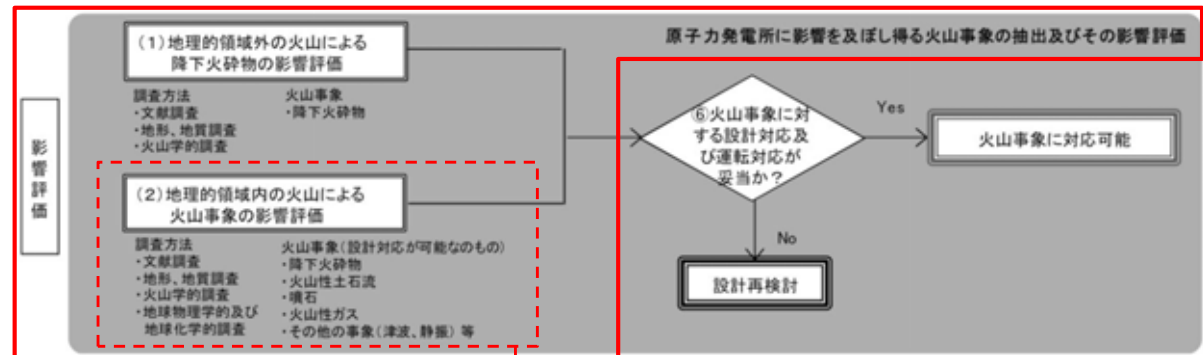 原子力発電所に影響を及ぼし得る火山事象の抽出及びその影響評価
影響評価
(1)地理的領域外の火山による
降下火砕物の影響評価
調査方法
・文献調査
・地形、地質調査
・火山学的調査
火山事象
・降下火砕物
(2)地理的領域内の火山による
火山事象の影響評価
調査方法
・文献調査
・地形、地質調査
・火山学的調査
・地球物理学的及び
地球化学的調査
火山事象(設計対応が可能なのもの)
・降下火砕物
・火山性土石流
・噴石
・火山性ガス
・その他の事象(津波、静振)等
⑥火山事象に対
する設計対応及
び運転対応が
妥当か?
Yes
火山事象に対応可能
No
設計再検討